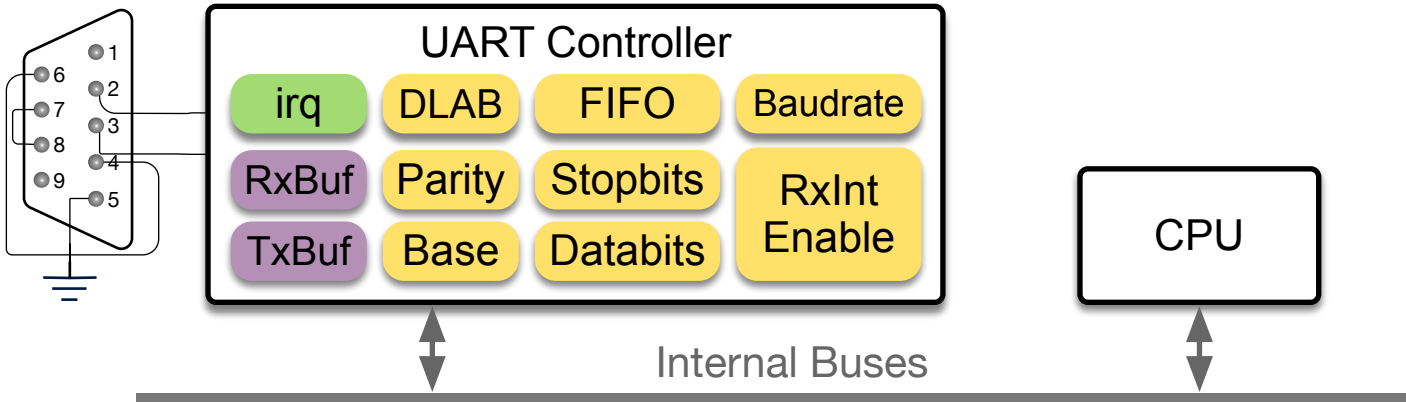 1
6
2
7
3
8
4
9
5
UART Controller
irq
DLAB
FIFO
Baudrate
RxBuf
Parity
Stopbits
RxInt
Enable
TxBuf
Base
Databits
CPU
Internal Buses